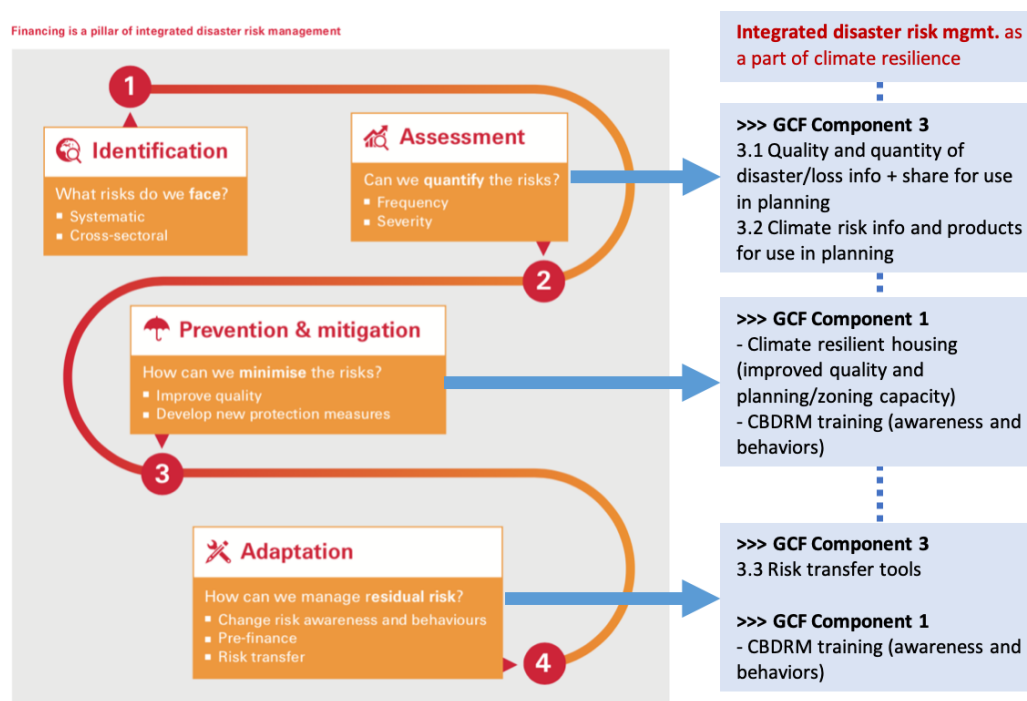 Financing is a pillar of integrated disaster risk management
1
Identification
What risks do we face?
▪ Systematic
▪ Cross-sectoral
Assessment
Can we quantify the risks?
▪ Frequency
▪ Severity
2
Prevention & mitigation
How can we minimise the risks?
▪ Improve quality
▪ Develop new protection measures
3
Adaptation
How can we manage residual risk?
▪ Change risk awareness and behaviours
▪ Pre-finance
▪ Risk transfer
4
Integrated disaster risk mgmt. as
a part of climate resilience
>>> GCF Component 3
3.1 Quality and quantity of
disaster/loss info + share for use
in planning
3.2 Climate risk info and products
for use in planning
>>> GCF Component 1
- Climate resilient housing
(improved quality and
planning/zoning capacity)
- CBDRM training (awareness and
behaviors)
>>> GCF Component 3
3.3 Risk transfer tools
>>> GCF Component 1
- CBDRM training (awareness and
behaviors)